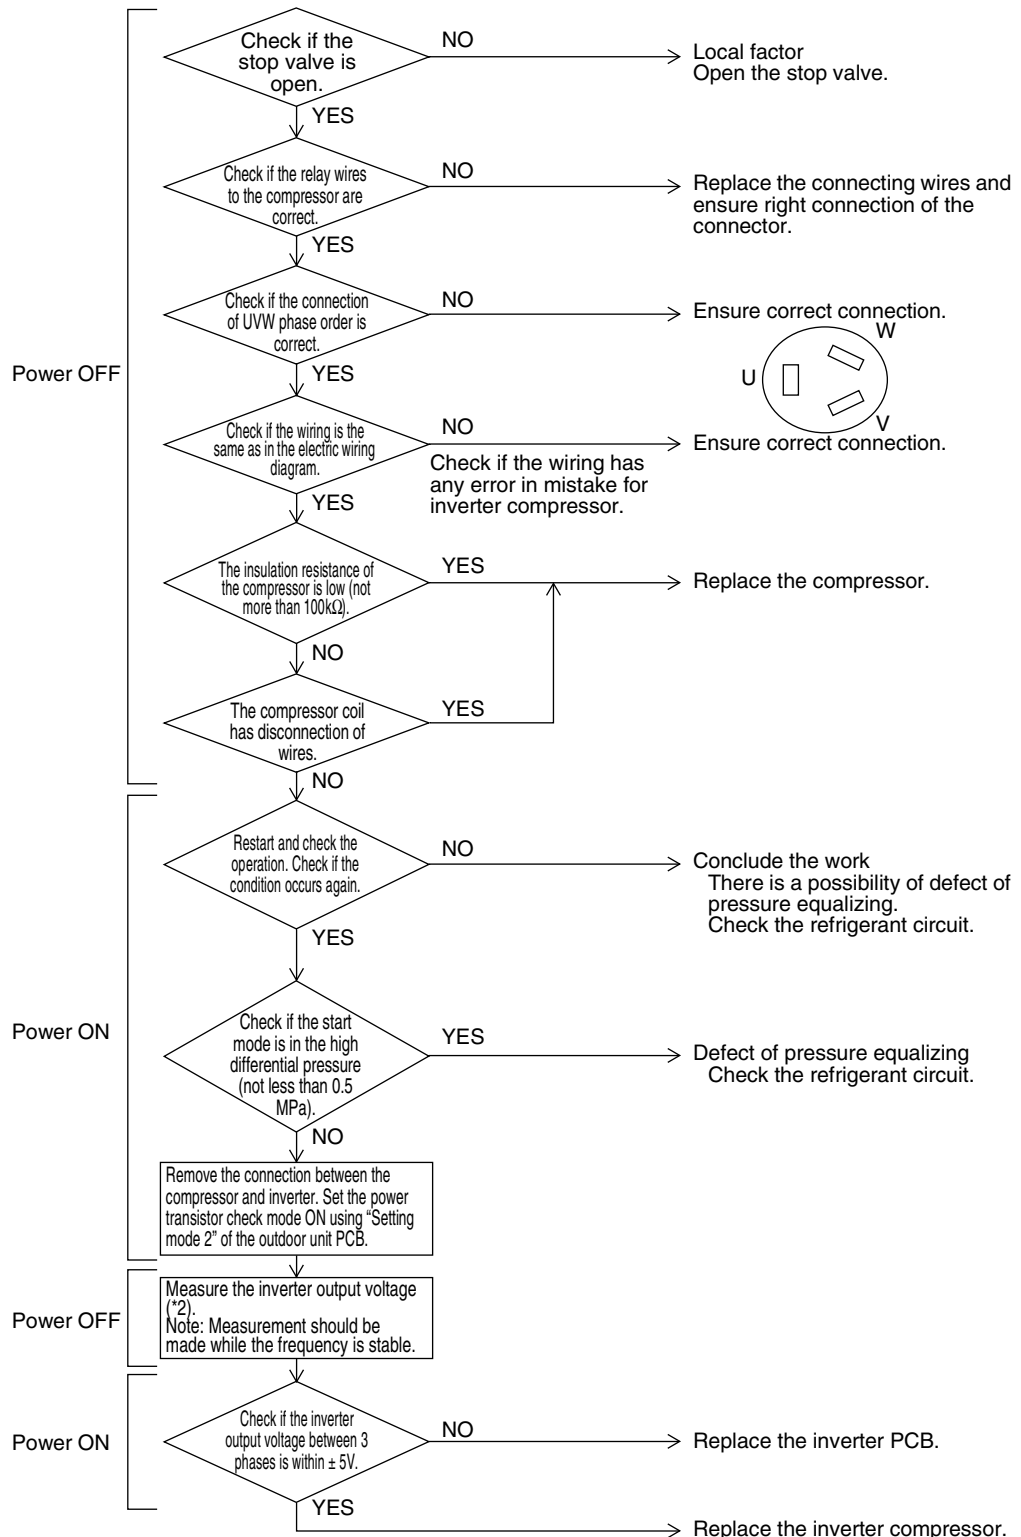 Check if the
stop valve is
open.
NO
Local factor
Open the stop valve.
YES
Check if the relay wires
to the compressor are
correct.
NO
Replace the connecting wires and
ensure right connection of the
connector.
YES
Check if the connection
of UVW phase order is
correct.
NO
Ensure correct connection.
W
U
V
Power OFF
YES
Check if the wiring is the
same as in the electric wiring
diagram.
NO
Check if the wiring has
any error in mistake for
inverter compressor.
Ensure correct connection.
YES
The insulation resistance of
the compressor is low (not
more than 100kΩ).
YES
Replace the compressor.
NO
The compressor coil
has disconnection of
wires.
YES
NO
Restart and check the
operation. Check if the
condition occurs again.
NO
Conclude the work
There is a possibility of defect of
pressure equalizing.
Check the refrigerant circuit.
YES
Power ON
Check if the start
mode is in the high
differential pressure
(not less than 0.5
MPa).
YES
Defect of pressure equalizing
Check the refrigerant circuit.
NO
Remove the connection between the
compressor and inverter. Set the power
transistor check mode ON using “Setting
mode 2” of the outdoor unit PCB.
Power OFF
Measure the inverter output voltage
(*2).
Note: Measurement should be
made while the frequency is stable.
Power ON
Check if the inverter
output voltage between 3
phases is within ± 5V.
NO
Replace the inverter PCB.
YES
Replace the inverter compressor.